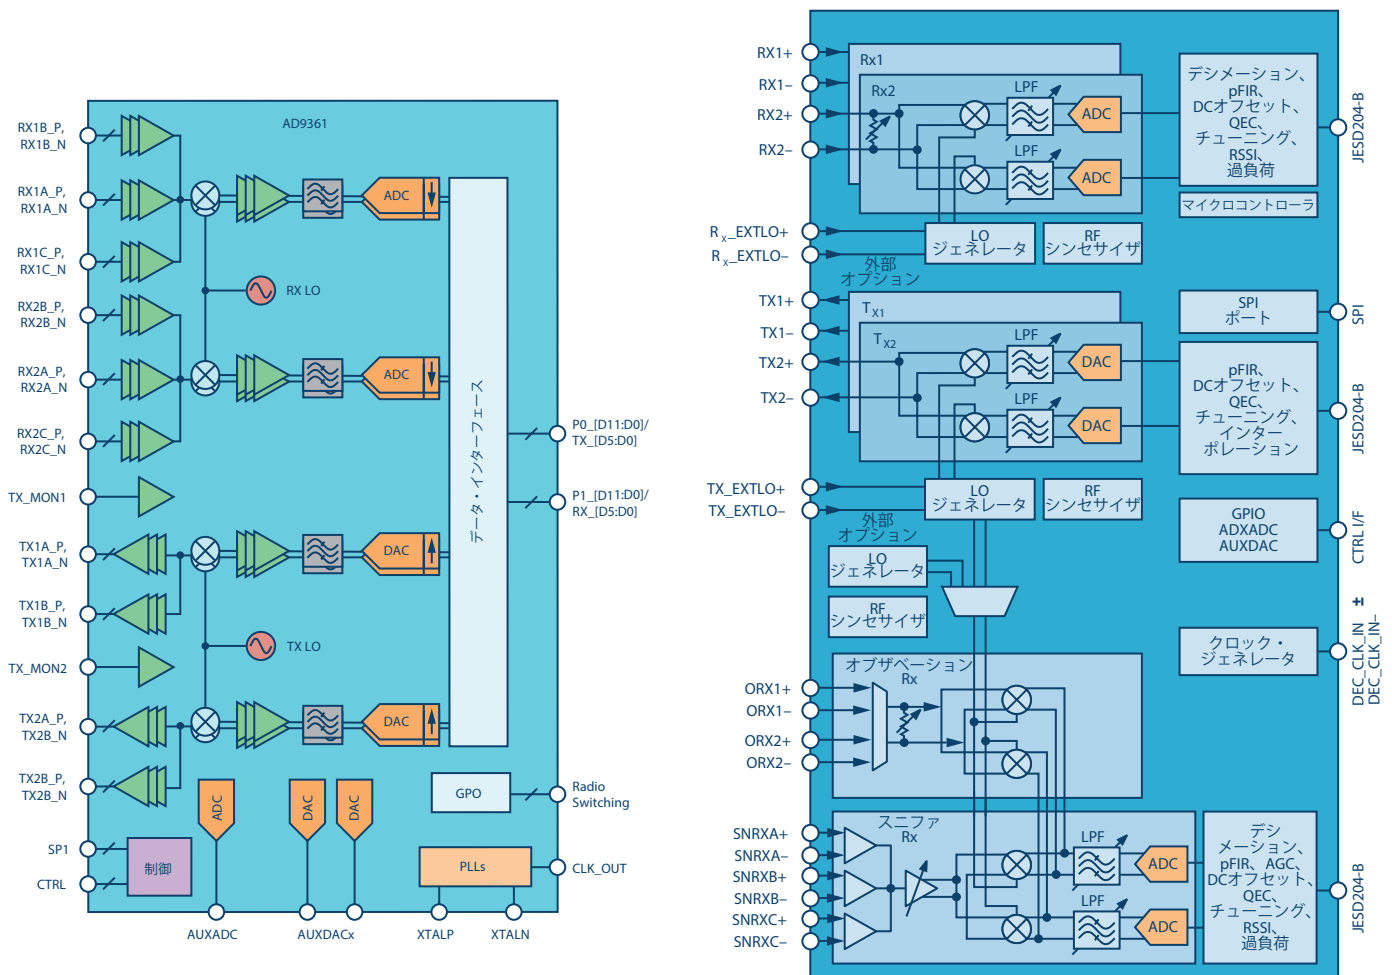 AD9361
RX1B_P,
RX1B_N
RX1A_P,
RX1A_N
RX1C_P,
RX1C_N
RX2B_P,
RX2B_N
RX2A_P,
RX2A_N
RX2C_P,
RX2C_N
TX_MON1
TX1A_P,
TX1A_N
TX1B_P,
TX1B_N
TX_MON2
TX2A_P,
TX2B_N
TX2B_P,
TX2B_N
SP1
CTRL
ADC
RX LO
ADC
DAC
TX LO
DAC
データ・インターフェース
P0_[D11:D0]/
TX_[D5:D0]
P1_[D11:D0]/
RX_[D5:D0]
ADC
DAC
DAC
GPO
Radio
Switching
制御
PLLs
CLK_OUT
AUXADC
AUXDACx
XTALP
XTALN
RX1+
RX1–
RX2+
RX2–
Rx1
Rx2
LPF
ADC
LPF
ADC
デシメーション、
pFIR、
DCオフセット、
QEC、
チューニング、
RSSI、
過負荷
JESD204-B
マイクロコントローラ
Rx_EXTLO+
Rx_EXTLO–
外部
オプション
LO
ジェネレータ
RF
シンセサイザ
TX1+
TX1–
TX2+
TX2–
TX1
TX2
LPF
DAC
LPF
DAC
SPI
ポート
SPI
pFIR、
DCオフセット、
QEC、
チューニング、
インター
ポレーション
JESD204-B
TX_EXTLO+
TX_EXTLO–
外部
オプション
LO
ジェネレータ
RF
シンセサイザ
GPIO
ADXADC
AUXDAC
CTRL I/F
LO
ジェネレータ
RF
シンセサイザ
クロック・
ジェネレータ
DEC_CLK_IN ±
DEC_CLK_IN–
オブザベーション
Rx
ORX1+
ORX1–
ORX2+
ORX2–
スニファ
Rx
SNRXA+
SNRXA–
SNRXB+
SNRXB–
SNRXC+
SNRXC–
LPF
ADC
LPF
ADC
デシ
メーション、
pFIR、AGC、
DCオフセット、
QEC、
チューニング、
RSSI、
過負荷
JESD204-B